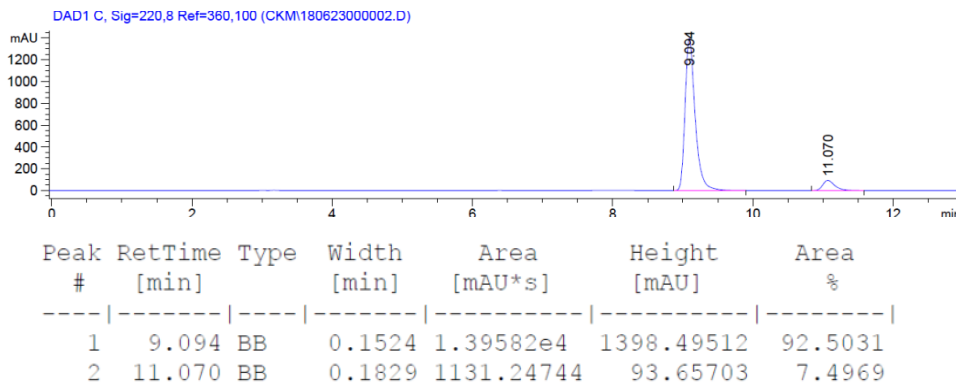 DAD1 C, Sig=220,8 Ref=360,100 (CKM\180623000002.D)
mAU
1200
1000
800
600
400
200
0
9.094
11.070
0 2 4 6 8 10 12 min
Peak RetTime Type Width Area Height Area
# [min] [min] [mAU*s] [mAU] %
----|-------|----|-------|----------|----------|--------|
1 9.094 BB 0.1524 1.39582e4 1398.49512 92.5031
2 11.070 BB 0.1829 1131.24744 93.65703 7.4969